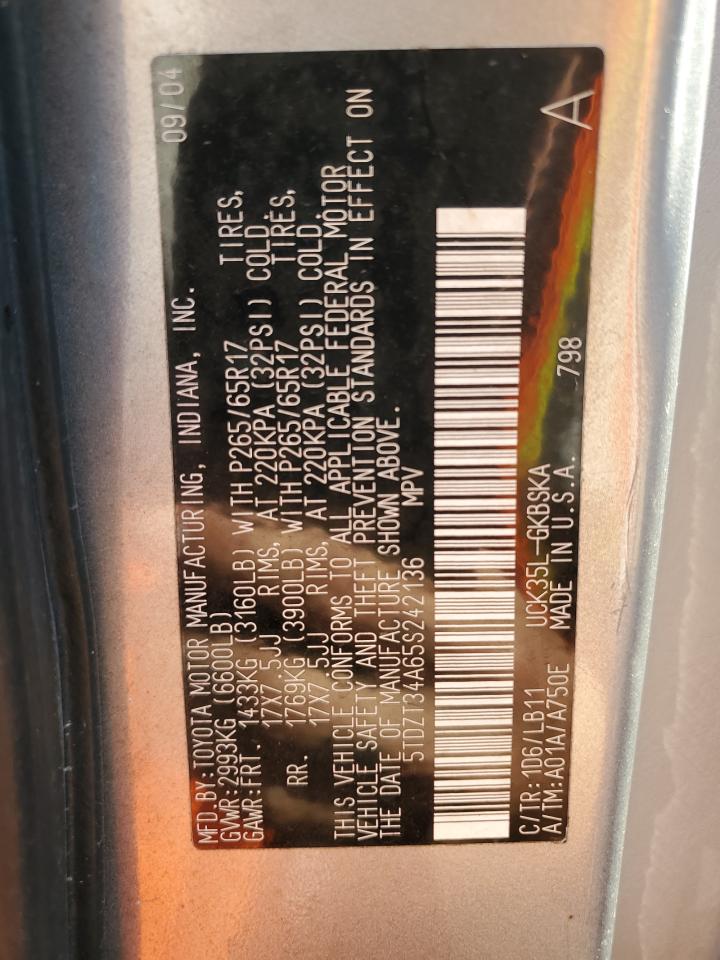 MFD.BY:TOYOTA MOTOR MANUFACTURING, INDIANA, INC. 09/04
GVWR:2993KG (6600LB)
GAWR:FRT. 1433KG (3160LB) WITH P265/65R17 TIRES,
17X7.5JJ RIMS, AT 220KPA (32PSI) COLD.
RR. 1769KG (3900LB) WITH P265/65R17 TIRES,
17X7.5JJ RIMS, AT 220KPA (32PSI) COLD.
THIS VEHICLE CONFORMS TO ALL APPLICABLE FEDERAL MOTOR
VEHICLE SAFETY AND THEFT PREVENTION STANDARDS IN EFFECT ON
THE DATE OF MANUFACTURE SHOWN ABOVE.
5TDZT34A65S242136 MPV
C/TR:1D6/LB11 UCK35L-GKBSKA
A/TM:A01A/A750E MADE IN U.S.A. 798 A